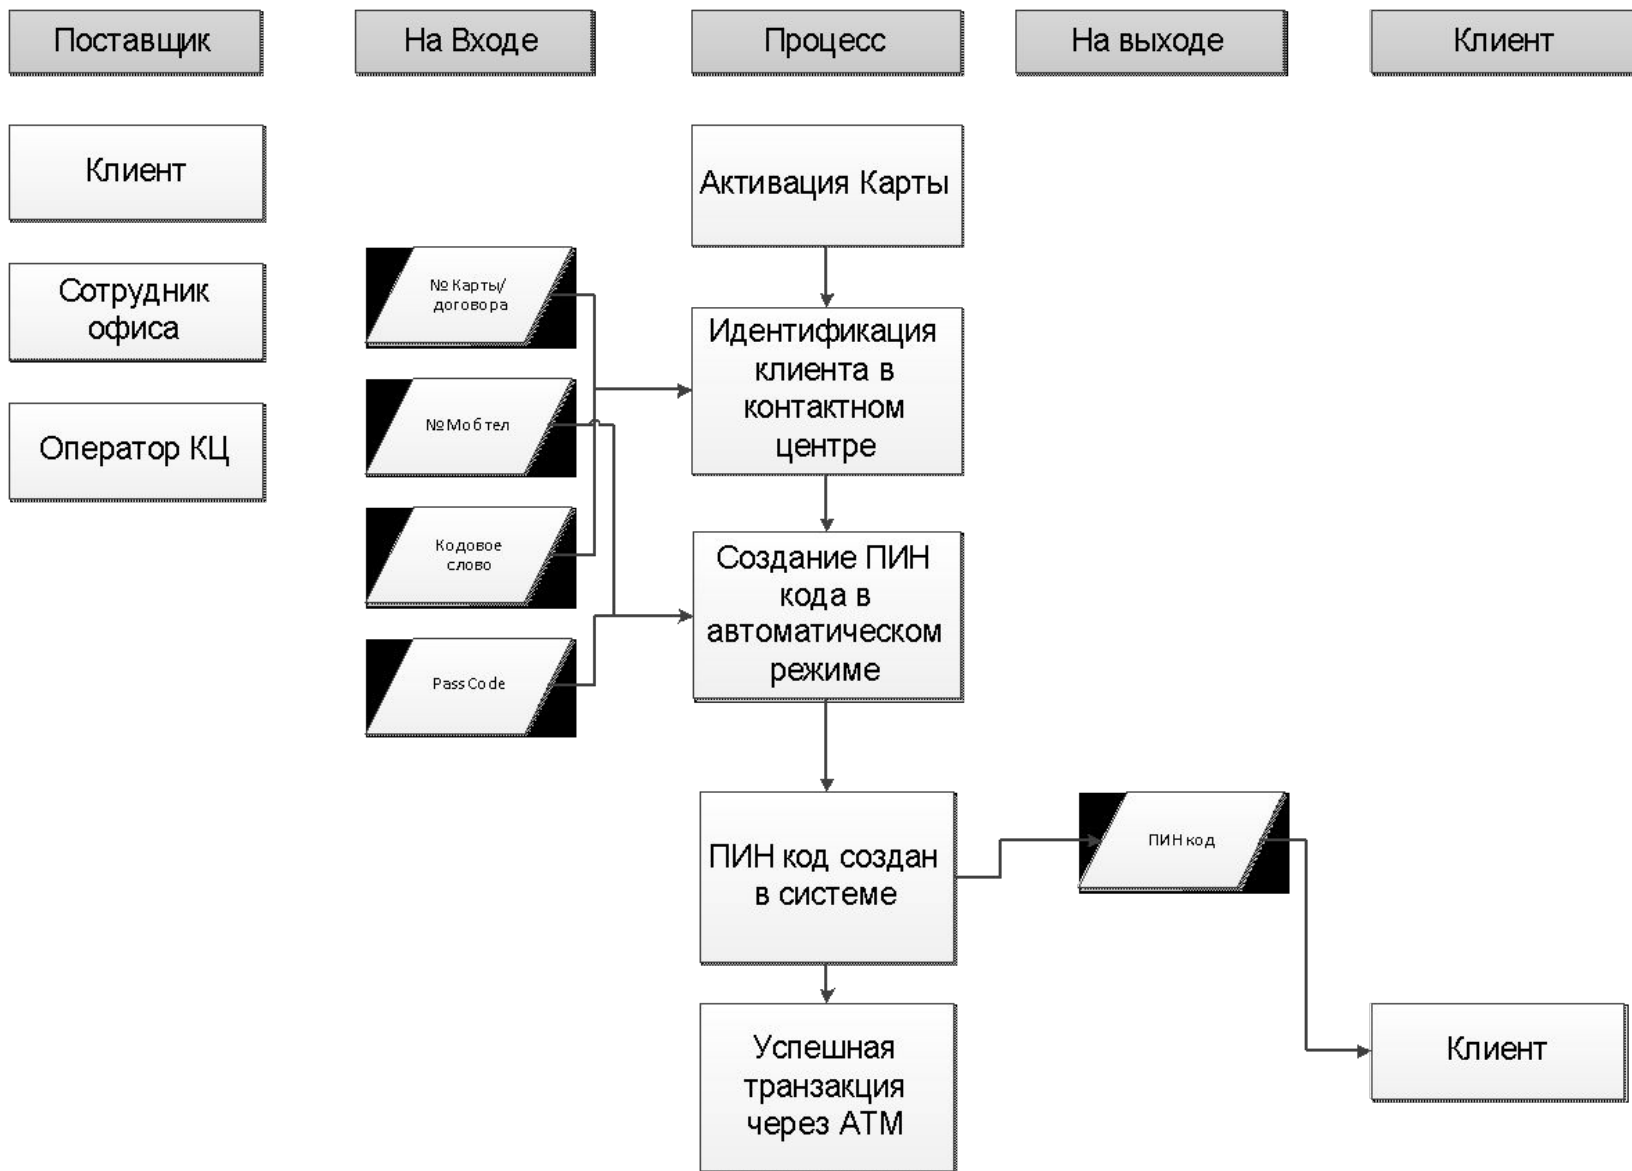 Поставщик
На Входе
Процесс
На выходе
Клиент
Клиент
Сотрудник
офиса
Оператор КЦ
№ Карты/
договора
№ Моб тел
Кодовое
слово
PassCode
Активация Карты
Идентификация
клиента в
контактном
центре
Создание ПИН
кода в
автоматическом
режиме
ПИН код создан
в системе
Успешная
транзакция
через АТМ
ПИН код
Клиент